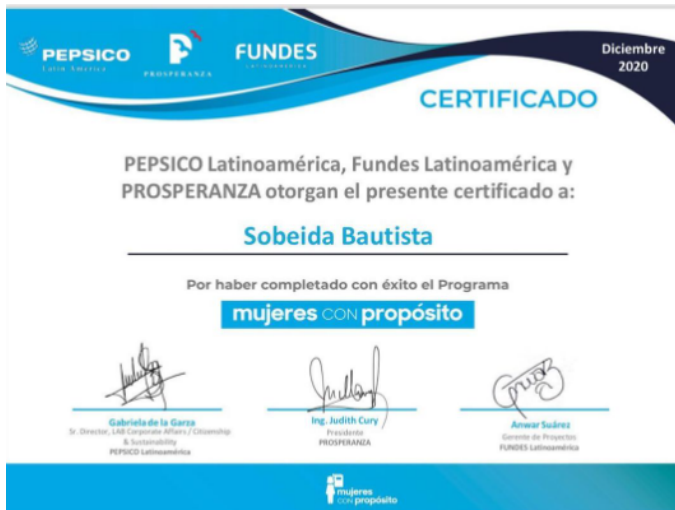 PEPSICO
Latin America
PROSPERANZA
FUNDES
LATINOAMÉRICA
Diciembre
2020
CERTIFICADO
PEPSICO Latinoamérica, Fundes Latinoamérica y
PROSPERANZA otorgan el presente certificado a:
Sobeida Bautista
Por haber completado con éxito el Programa
mujeres CON propósito
Gabriela de la Garza
Sr. Director, LAB Corporate Affairs / Citizenship
& Sustainability
PEPSICO Latinoamérica
Ing. Judith Cury
Presidente
PROSPERANZA
Anwar Suárez
Gerente de Proyectos
FUNDES Latinoamérica
mujeres
CON propósito